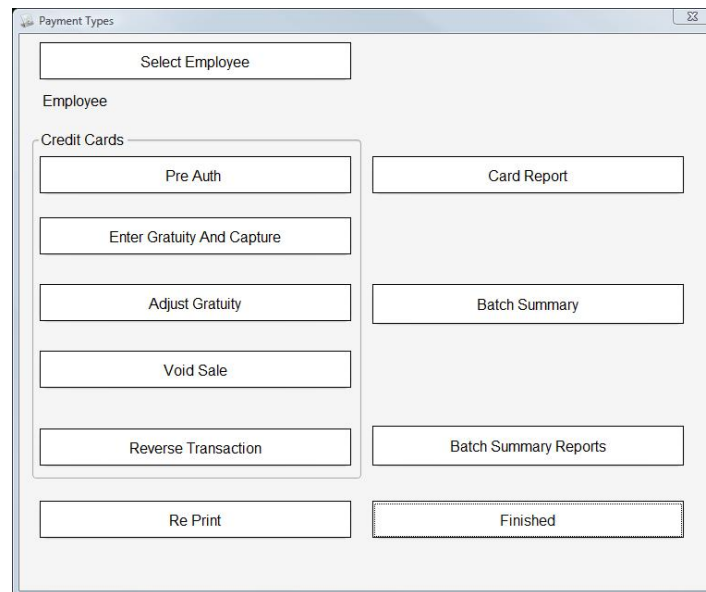 Payment Types
Select Employee
Employee
Credit Cards
Pre Auth
Card Report
Enter Gratuity And Capture
Adjust Gratuity
Batch Summary
Void Sale
Reverse Transaction
Batch Summary Reports
Re Print
Finished